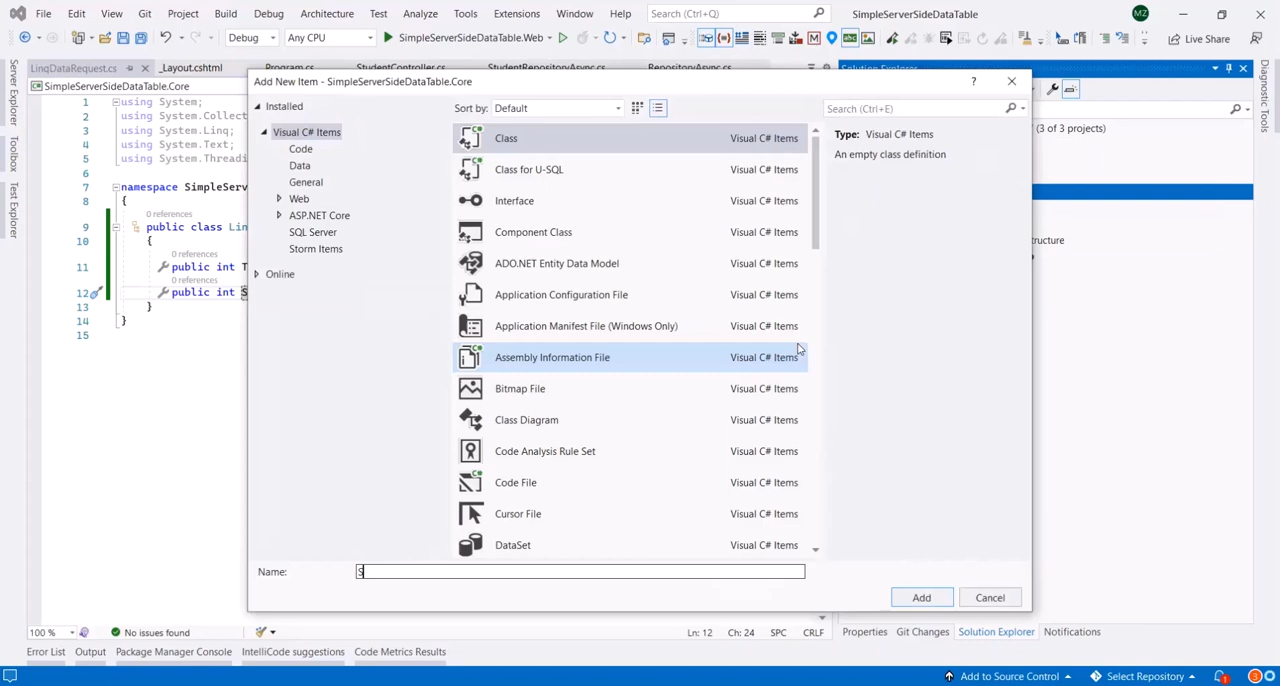 File Edit View Git Project Build Debug Architecture Test Analyze Tools Extensions Window Help Search (Ctrl+Q) SimpleServerSideDataTable MZ
Debug Any CPU SimpleServerSideDataTable.Web Live Share
LinqDataRequest.cs _Layout.cshtml Program.cs StudentController.cs StudentRepositoryAsync.cs RepositoryAsync.cs Solution Explorer
SimpleServerSideDataTable.Core
Add New Item - SimpleServerSideDataTable.Core ?
Installed
Sort by: Default
Search (Ctrl+E)
Visual C# Items
Code
Data
General
Web
ASP.NET Core
SQL Server
Storm Items
Online
Class Visual C# Items
Class for U-SQL Visual C# Items
Interface Visual C# Items
Component Class Visual C# Items
ADO.NET Entity Data Model Visual C# Items
Application Configuration File Visual C# Items
Application Manifest File (Windows Only) Visual C# Items
Assembly Information File Visual C# Items
Bitmap File Visual C# Items
Class Diagram Visual C# Items
Code Analysis Rule Set Visual C# Items
Code File Visual C# Items
Cursor File Visual C# Items
DataSet Visual C# Items
Type: Visual C# Items
An empty class definition
Name: S
Add Cancel
1 using System;
2 using System.Collect
3 using System.Linq;
4 using System.Text;
5 using System.Threadi
6
7 namespace SimpleServ
8 {
0 references
9 public class Lin
10 {
0 references
11 public int T
0 references
12 public int S
13 }
14 }
15
(3 of 3 projects)
Server Explorer
Toolbox
Test Explorer
Diagnostic Tools
100 % No issues found Ln: 12 Ch: 24 SPC CRLF
Properties Git Changes Solution Explorer Notifications
Error List Output Package Manager Console IntelliCode suggestions Code Metrics Results
Add to Source Control Select Repository 1 3